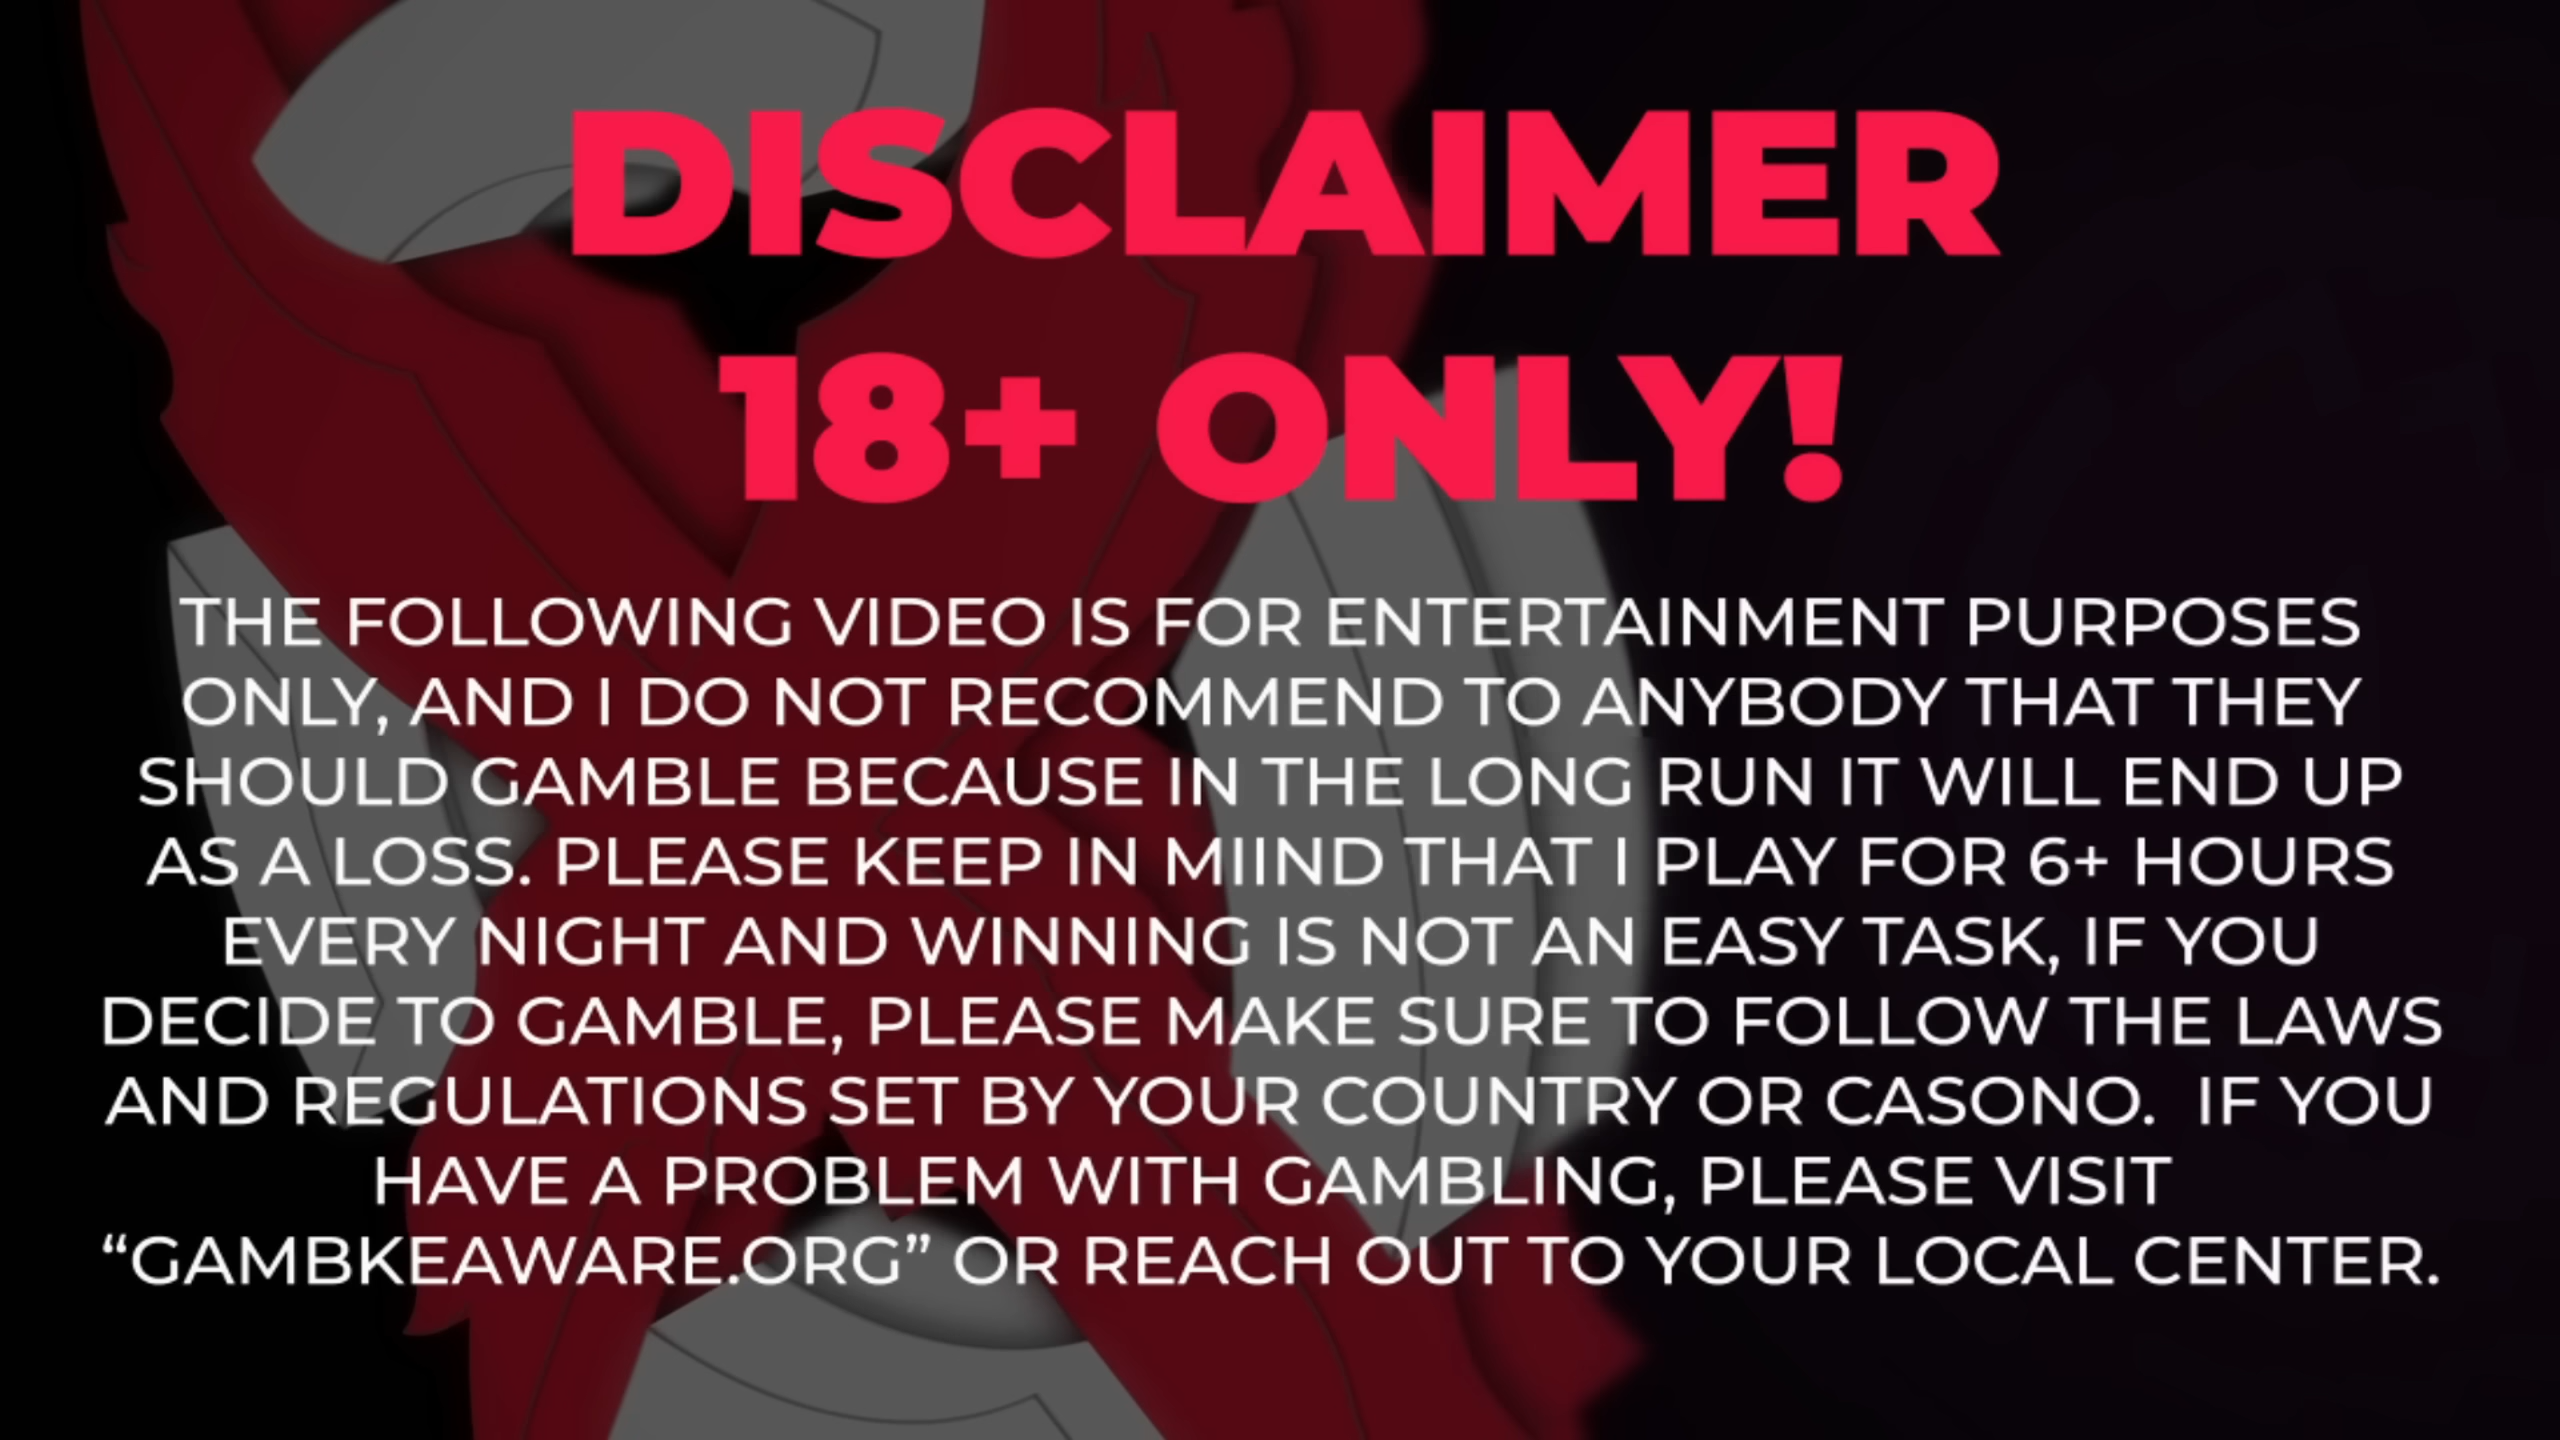 DISCLAIMER
18+ ONLY!
THE FOLLOWING VIDEO IS FOR ENTERTAINMENT PURPOSES
ONLY, AND I DO NOT RECOMMEND TO ANYBODY THAT THEY
SHOULD GAMBLE BECAUSE IN THE LONG RUN IT WILL END UP
AS A LOSS. PLEASE KEEP IN MIIND THAT I PLAY FOR 6+ HOURS
EVERY NIGHT AND WINNING IS NOT AN EASY TASK, IF YOU
DECIDE TO GAMBLE, PLEASE MAKE SURE TO FOLLOW THE LAWS
AND REGULATIONS SET BY YOUR COUNTRY OR CASONO.  IF YOU
HAVE A PROBLEM WITH GAMBLING, PLEASE VISIT
“GAMBKEAWARE.ORG” OR REACH OUT TO YOUR LOCAL CENTER.